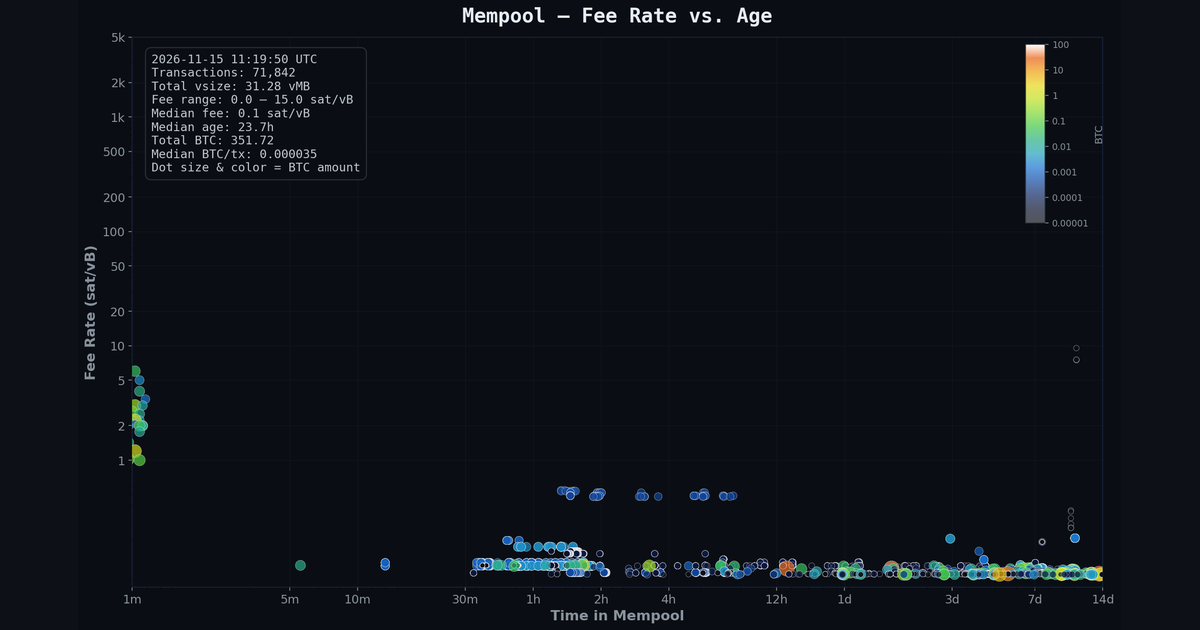 Mempool — Fee Rate vs. Age
2026-11-15 11:19:50 UTC
Transactions: 71,842
Total vsize: 31.28 vMB
Fee range: 0.0 – 15.0 sat/vB
Median fee: 0.1 sat/vB
Median age: 23.7h
Total BTC: 351.72
Median BTC/tx: 0.000035
Dot size & color = BTC amount
5k
2k
1k
500
200
100
50
20
10
5
2
1
Fee Rate (sat/vB)
100
10
1
0.1
0.01
0.001
0.0001
0.00001
BTC
1m
5m
10m
30m
1h
2h
4h
12h
1d
3d
7d
14d
Time in Mempool